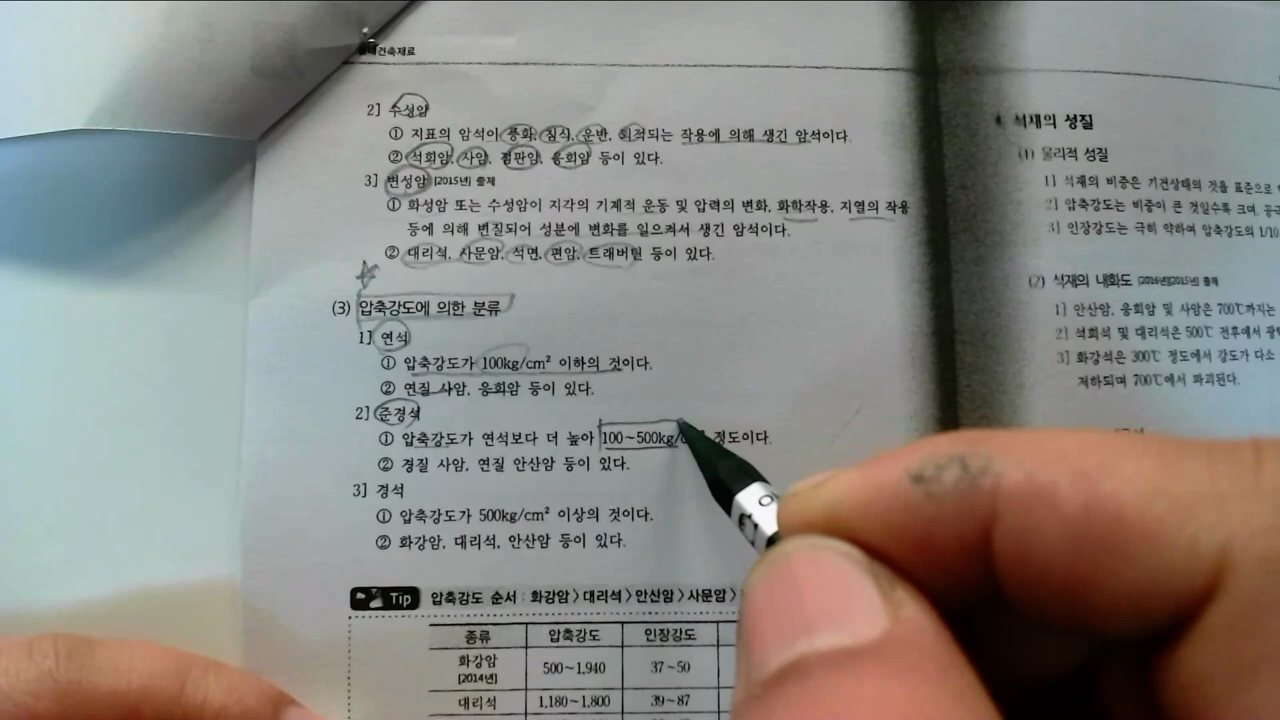 건축재료
2] 수성암
① 지표의 암석이 풍화, 침식, 운반, 퇴적되는 작용에 의해 생긴 암석이다.
② 석회암, 사암, 점판암, 응회암 등이 있다.
3] 변성암 [2015년] 출제
① 화성암 또는 수성암이 지각의 기계적 운동 및 압력의 변화, 화학작용, 지열의 작용
등에 의해 변질되어 성분에 변화를 일으켜서 생긴 암석이다.
② 대리석, 사문암, 석면, 편암, 트래버틴 등이 있다.
(3) 압축강도에 의한 분류
1] 연석
① 압축강도가 100kg/cm² 이하의 것이다.
② 연질 사암, 응회암 등이 있다.
2] 준경석
① 압축강도가 연석보다 더 높아 100~500kg/ 정도이다.
② 경질 사암, 연질 안산암 등이 있다.
3] 경석
① 압축강도가 500kg/cm² 이상의 것이다.
② 화강암, 대리석, 안산암 등이 있다.
Tip 압축강도 순서 : 화강암 > 대리석 > 안산암 > 사문암 >
종류 압축강도 인장강도
화강암 [2014년] 500~1,940 37~50
대리석 1,180~1,800 39~87
4 석재의 성질
(1) 물리적 성질
1] 석재의 비중은 기건상태의 것을 표준으로
2] 압축강도는 비중이 큰 것일수록 크며,
3] 인장강도는 극히 약하여 압축강도의 1/10
(2) 석재의 내화도 [2016년][2015년] 출제
1] 안산암, 응회암 및 사암은 700℃까지는
2] 석회석 및 대리석은 500℃ 전후에서
3] 화강석은 300℃ 정도에서 강도가 다소
저하되며 700℃에서 파괴된다.